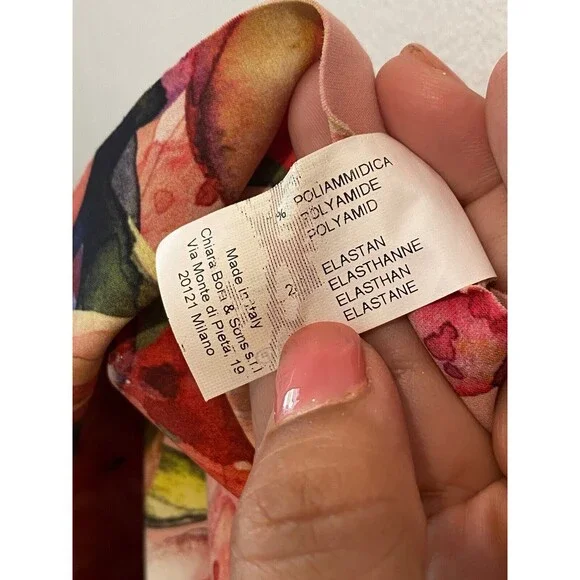 % POLIAMMIDICA
POLYAMIDE
POLYAMID
2 ELASTAN
ELASTHANNE
ELASTHAN
ELASTANE
Made in Italy
Chiara Boni & Sons s.r.l
Via Monte di Pietà, 19
20121 Milano